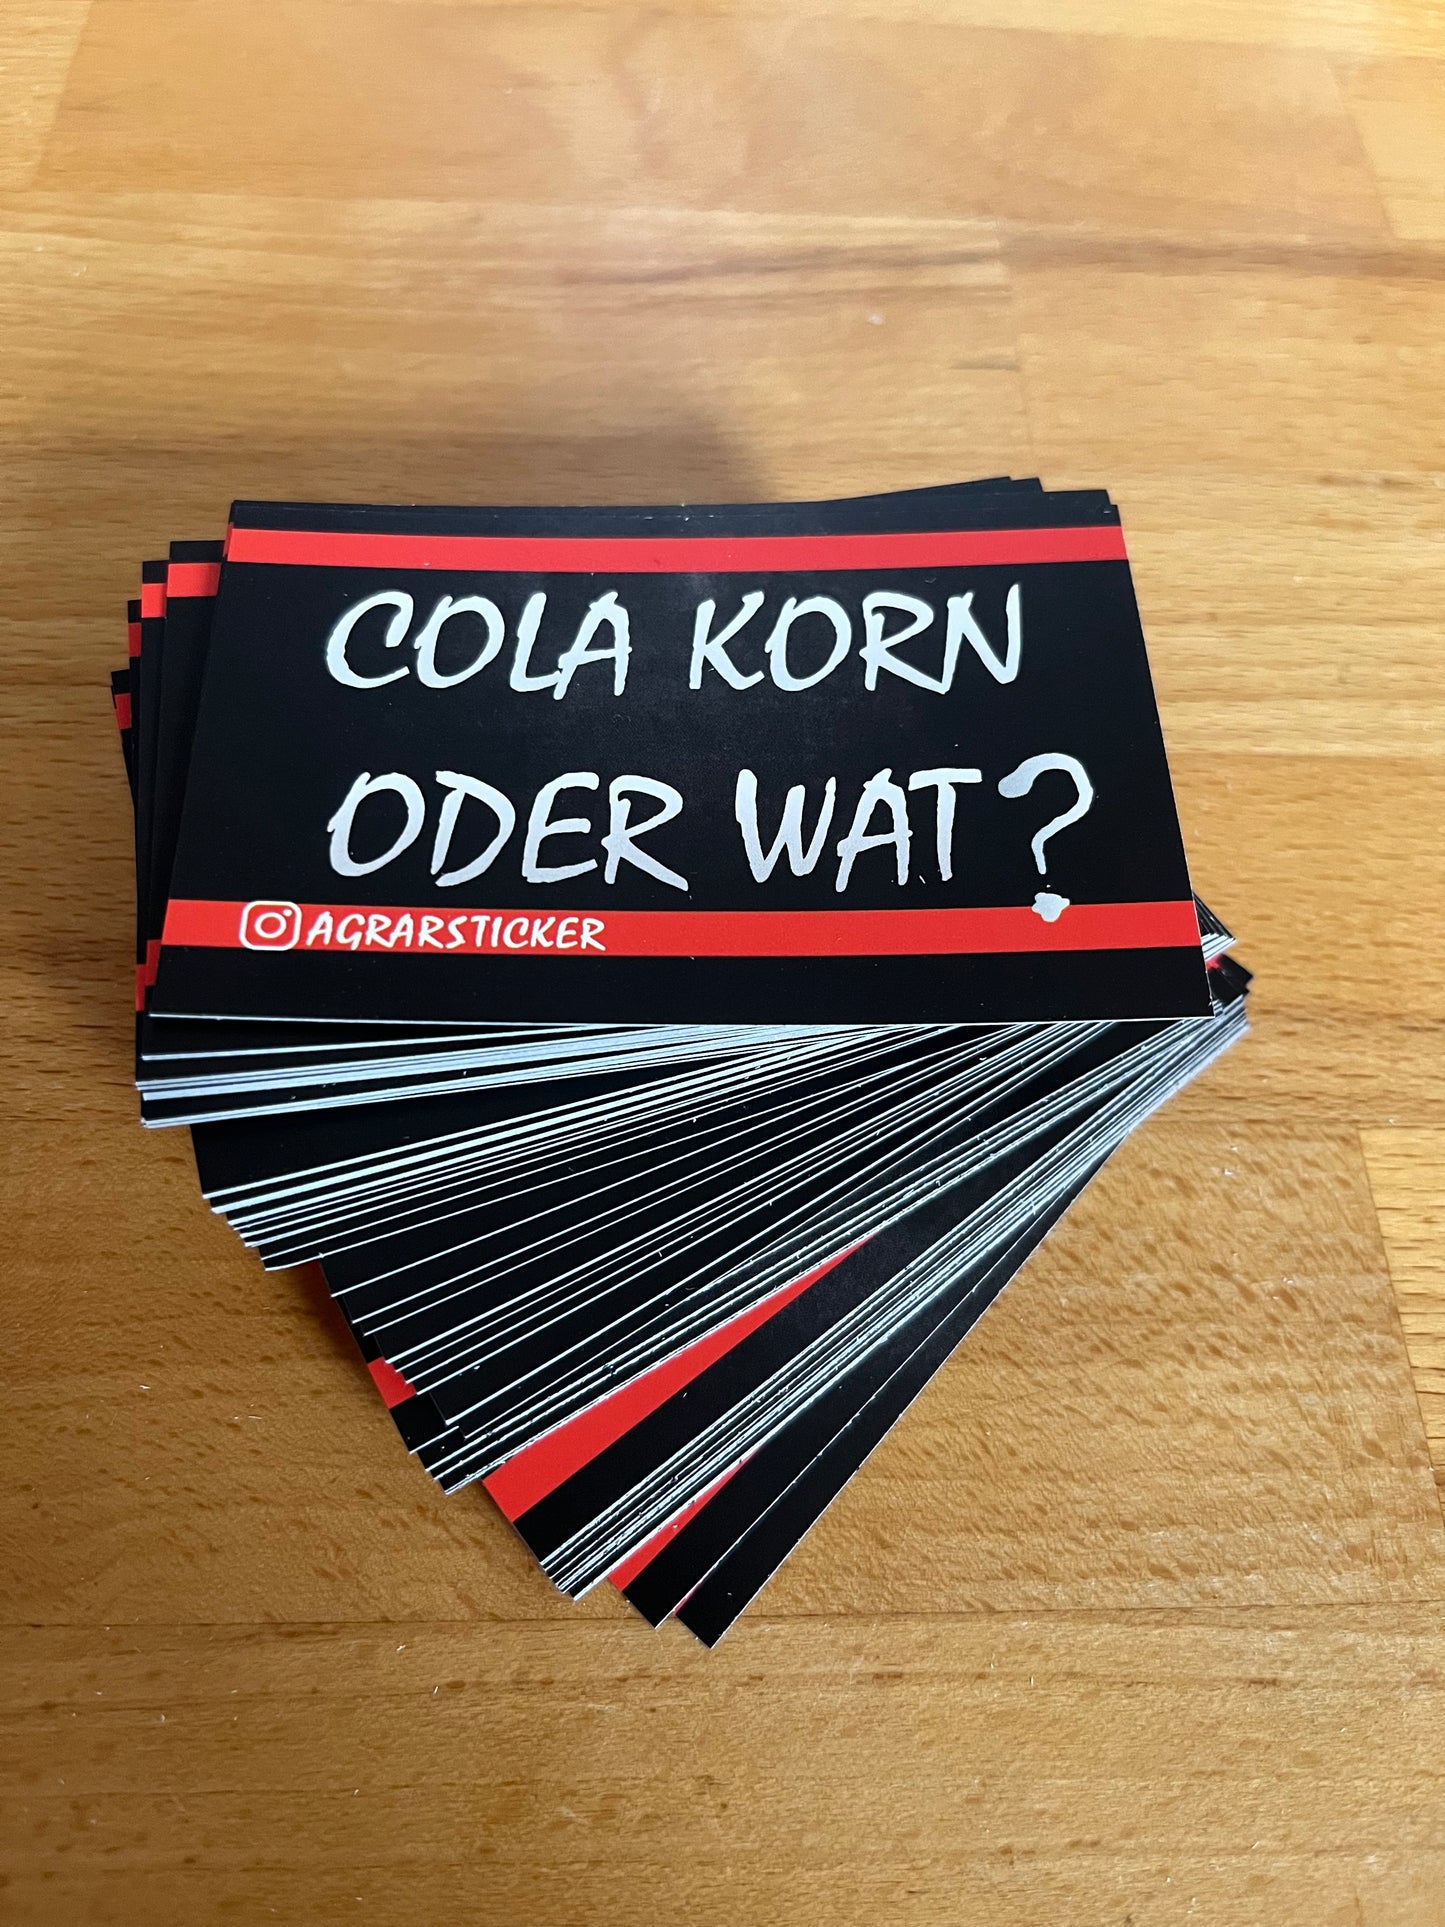 COLA KORN
ODER WAT?
AGRARSTICKER